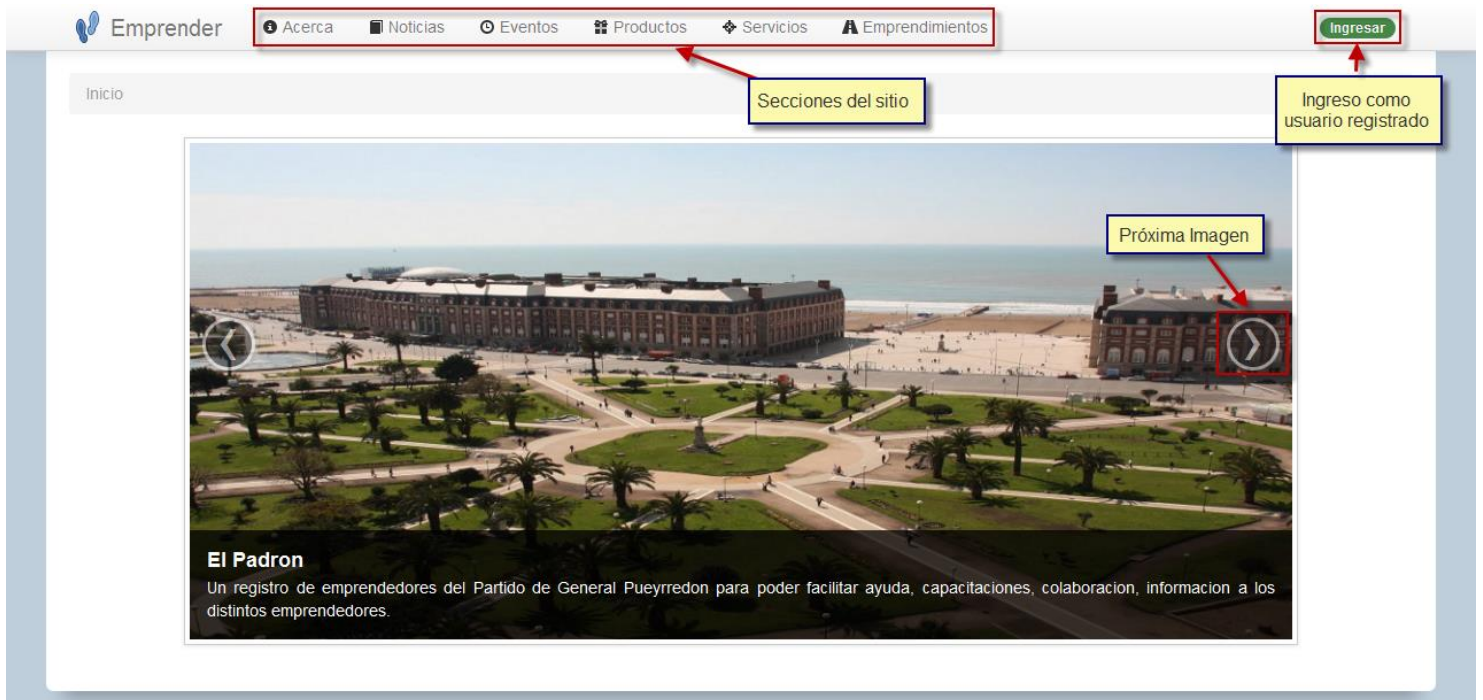 Emprender Acerca Noticias Eventos Productos Servicios Emprendimientos Ingresar
Inicio
Secciones del sitio
Ingreso como
usuario registrado
Próxima Imagen
El Padron
Un registro de emprendedores del Partido de General Pueyrredon para poder facilitar ayuda, capacitaciones, colaboracion, informacion a los
distintos emprendedores.